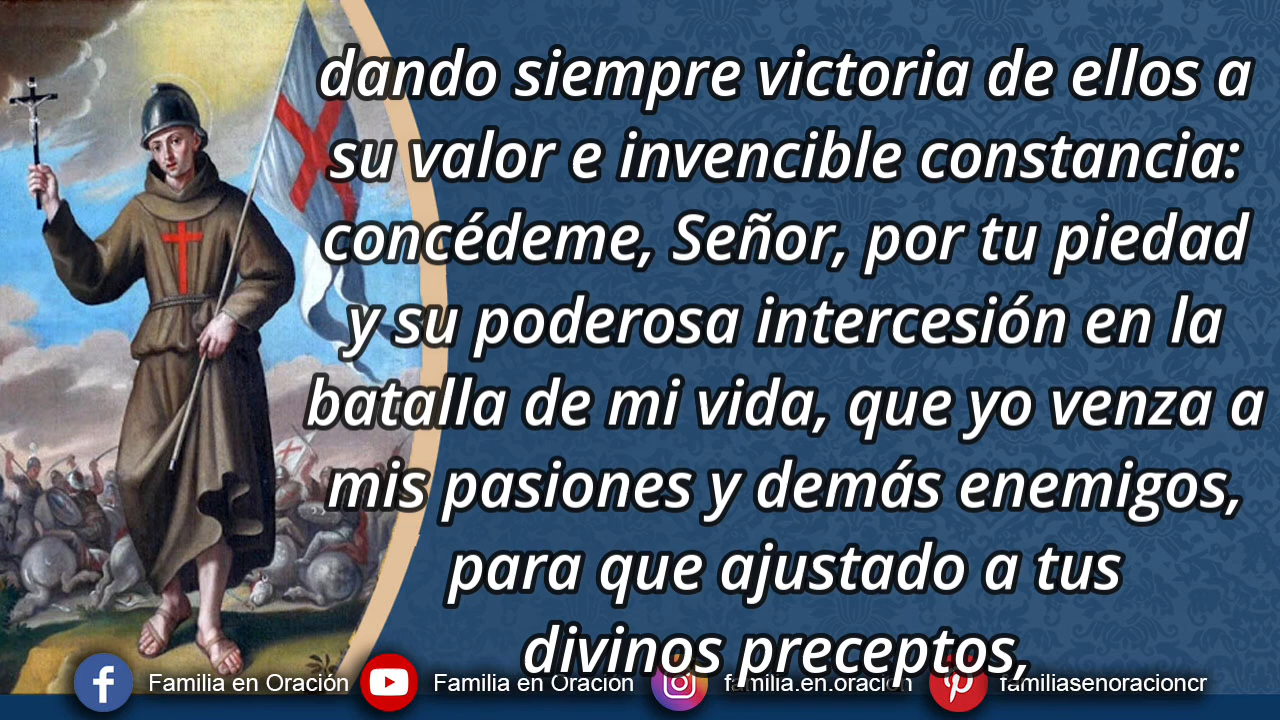 dando siempre victoria de ellos a
su valor e invencible constancia:
concédeme, Señor, por tu piedad
y su poderosa intercesión en la
batalla de mi vida, que yo venza a
mis pasiones y demás enemigos,
para que ajustado a tus
divinos preceptos,
Familia en Oración
Familia en Oración
familia.en.oracion
familiasenoracioncr